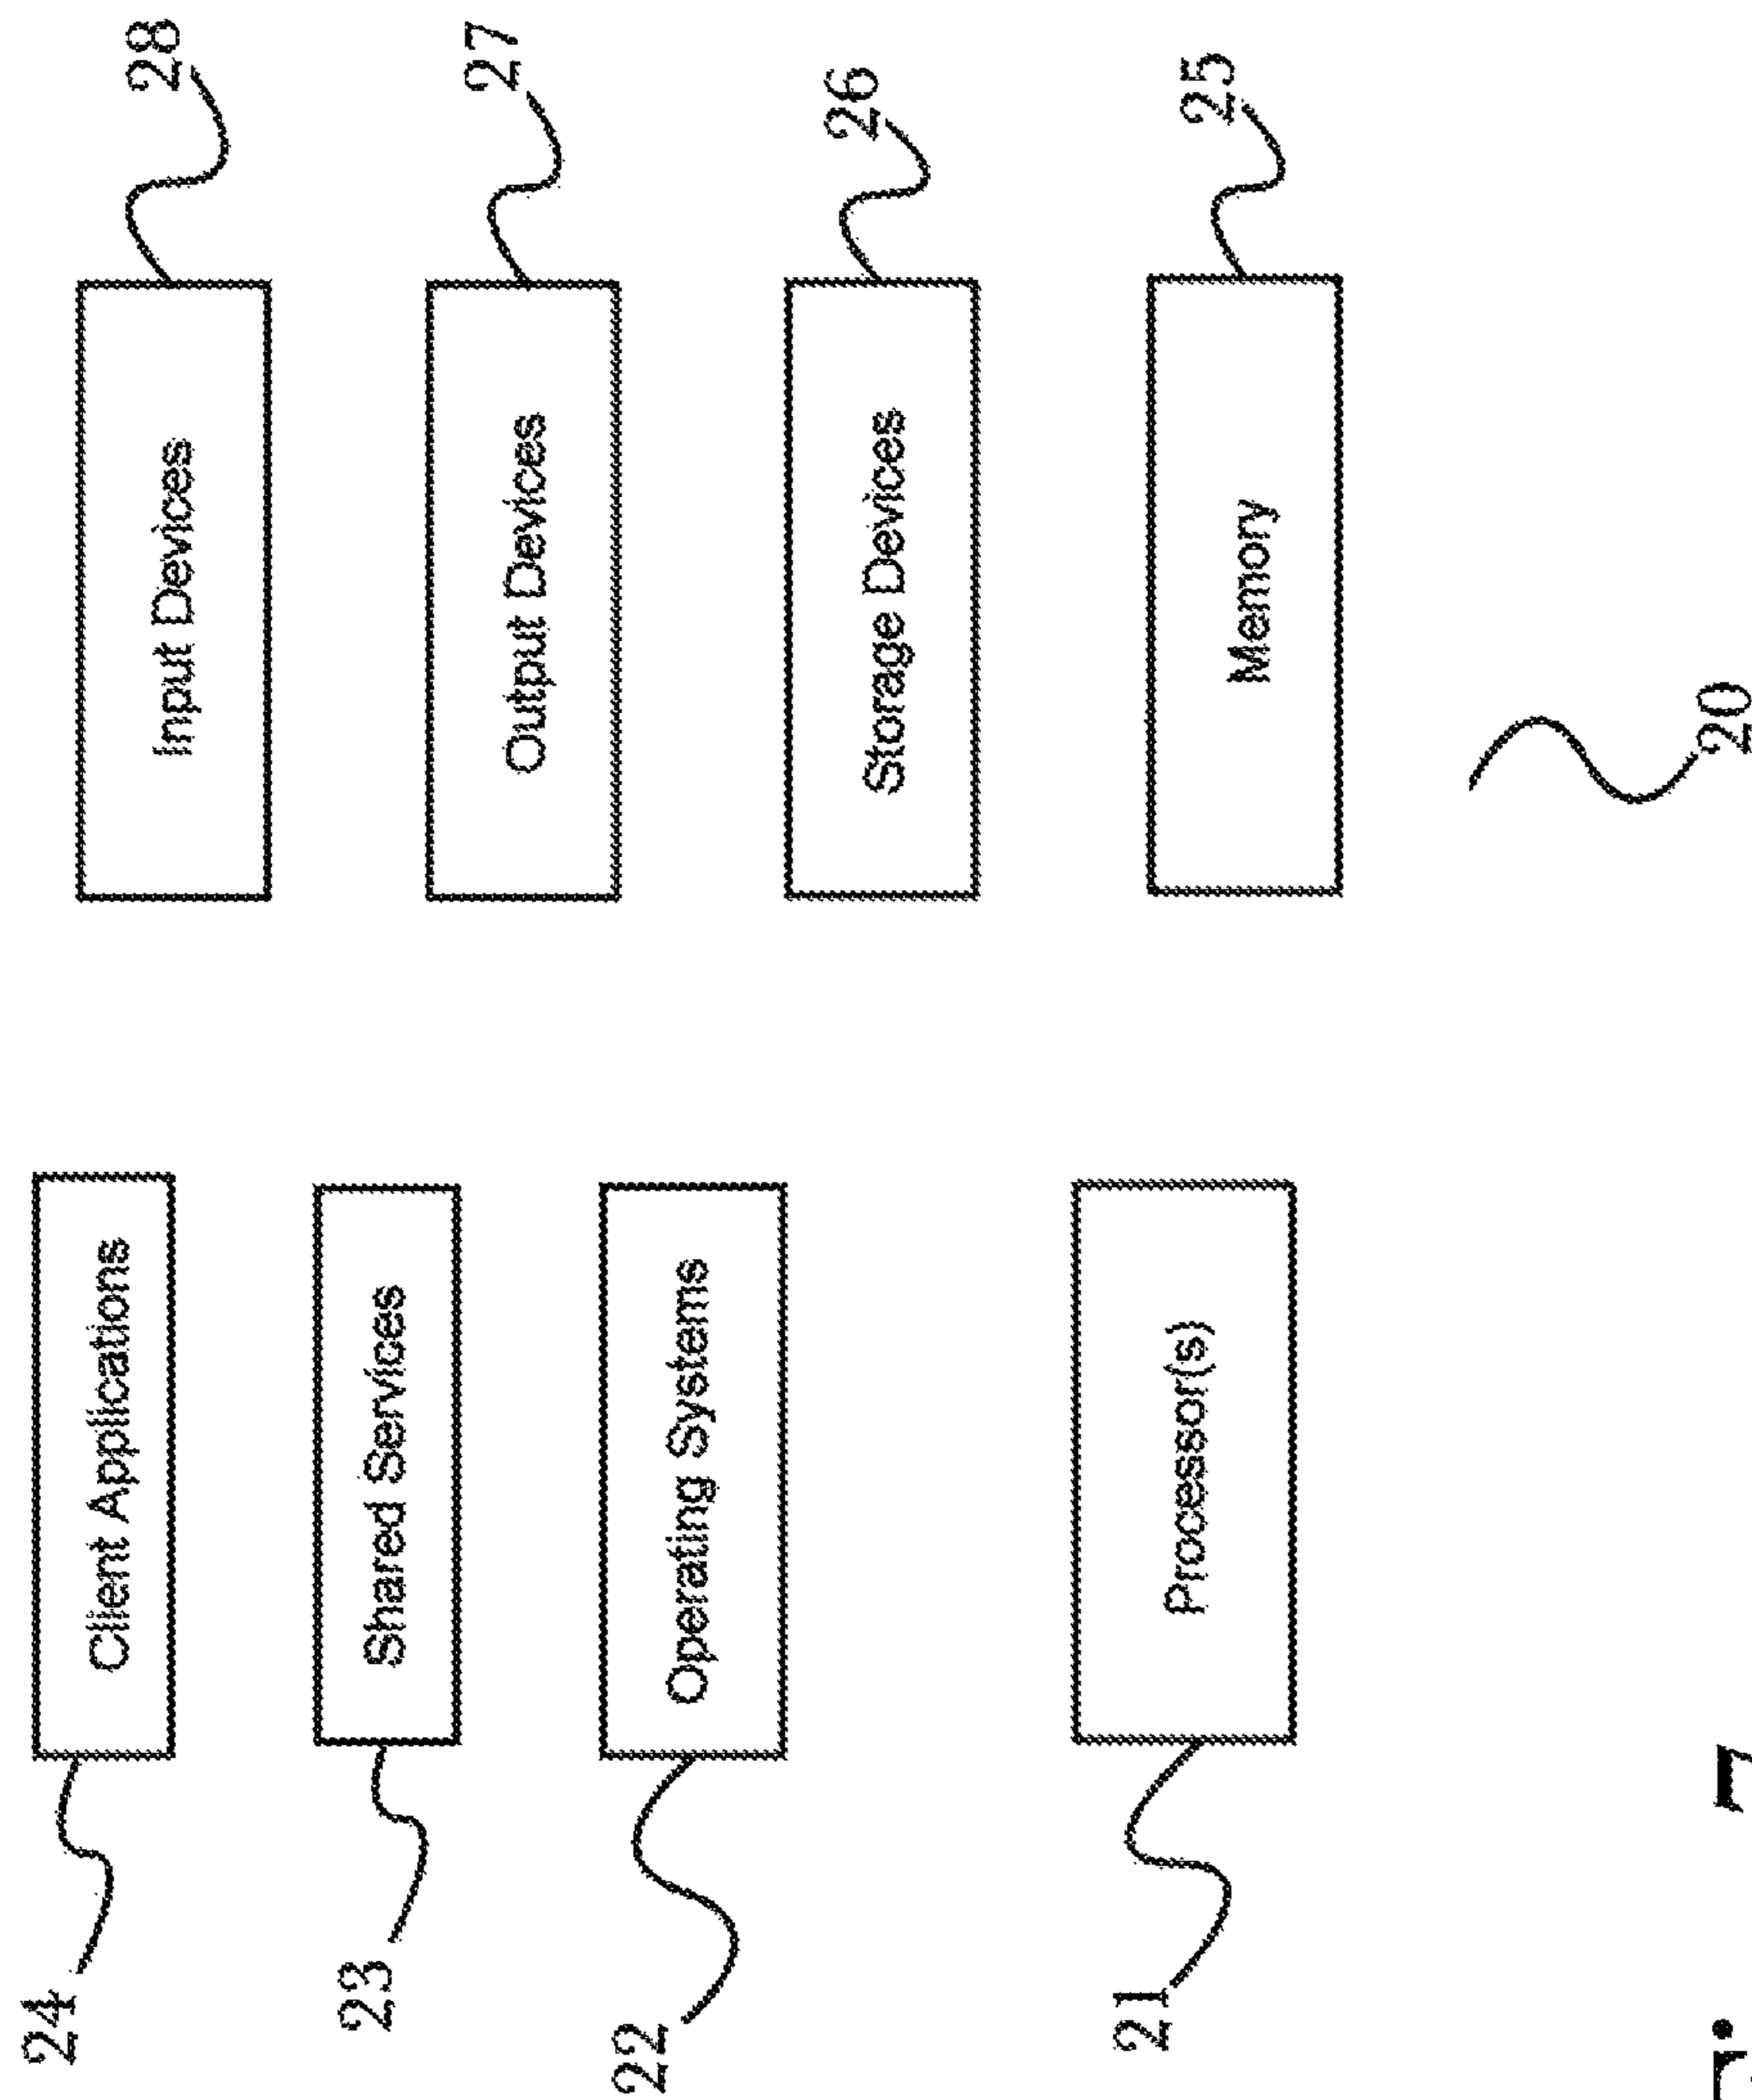 24 Client Applications
Input Devices 28
23 Shared Services
Output Devices 27
22 Operating Systems
Storage Devices 26
21 Processor(s)
Memory 25
20